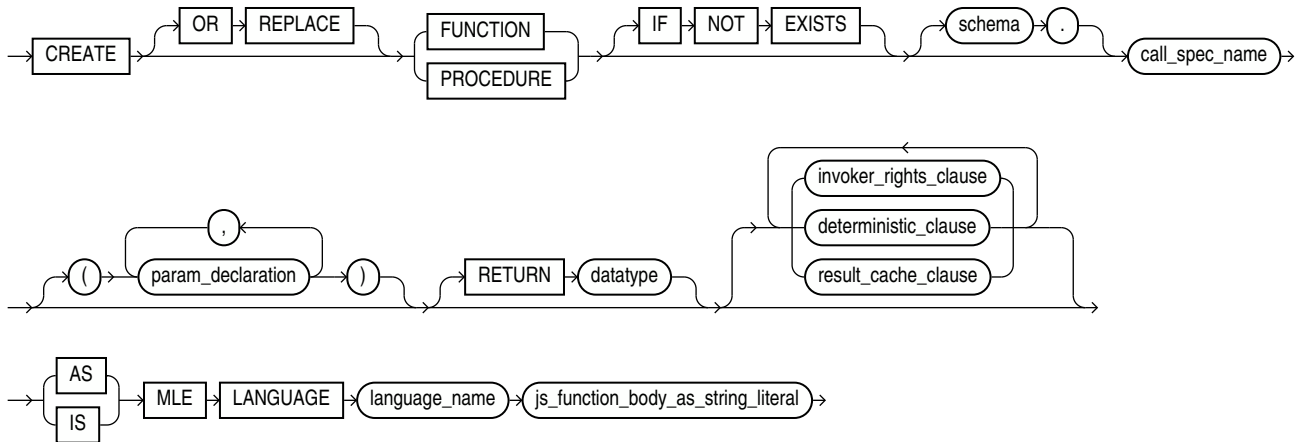 CREATE OR REPLACE FUNCTION PROCEDURE IF NOT EXISTS schema . call_spec_name
( param_declaration , ) RETURN datatype invoker_rights_clause deterministic_clause result_cache_clause
AS IS MLE LANGUAGE language_name js_function_body_as_string_literal